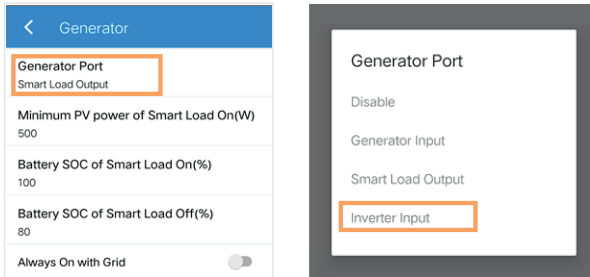 Generator
Generator Port
Smart Load Output
Minimum PV power of Smart Load On(W)
500
Battery SOC of Smart Load On(%)
100
Battery SOC of Smart Load Off(%)
80
Always On with Grid
Generator Port
Disable
Generator Input
Smart Load Output
Inverter Input